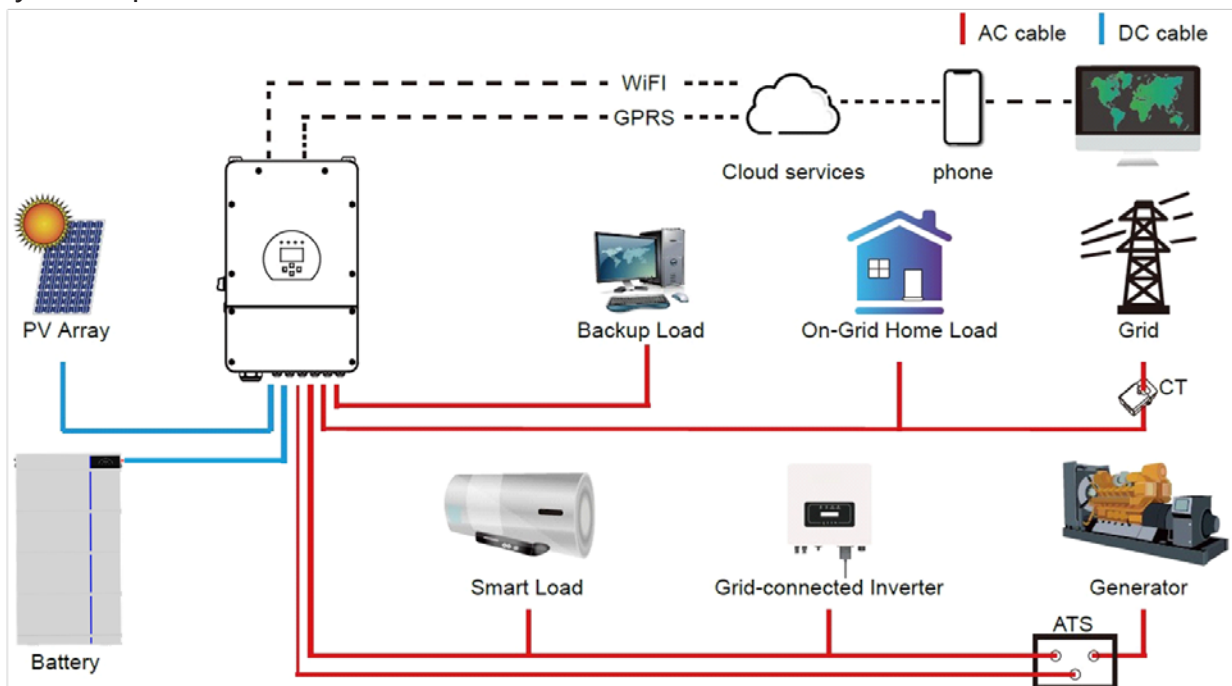 AC cable
DC cable
WiFI
GPRS
Cloud services
phone
PV Array
Backup Load
On-Grid Home Load
Grid
CT
Smart Load
Grid-connected Inverter
Generator
ATS
Battery